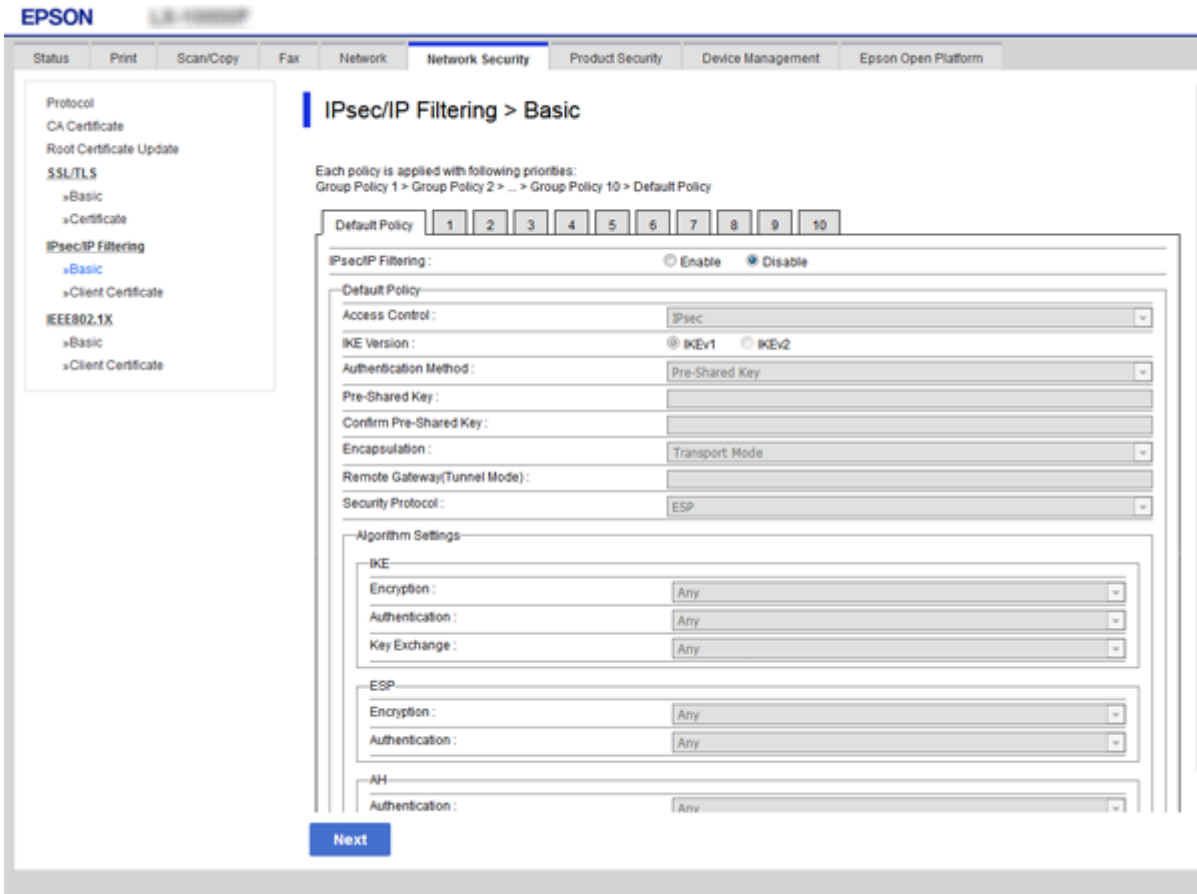 EPSON
Status Print Scan/Copy Fax Network Network Security Product Security Device Management Epson Open Platform
Protocol
CA Certificate
Root Certificate Update
SSL/TLS
»Basic
»Certificate
IPsec/IP Filtering
»Basic
»Client Certificate
IEEE802.1X
»Basic
»Client Certificate
IPsec/IP Filtering > Basic
Each policy is applied with following priorities:
Group Policy 1 > Group Policy 2 > ... > Group Policy 10 > Default Policy
Default Policy 1 2 3 4 5 6 7 8 9 10
IPsec/IP Filtering : Enable Disable
Default Policy
Access Control : IPsec
IKE Version : IKEv1 IKEv2
Authentication Method : Pre-Shared Key
Pre-Shared Key :
Confirm Pre-Shared Key :
Encapsulation : Transport Mode
Remote Gateway(Tunnel Mode) :
Security Protocol : ESP
Algorithm Settings
IKE
Encryption : Any
Authentication : Any
Key Exchange : Any
ESP
Encryption : Any
Authentication : Any
AH
Authentication : Any
Next